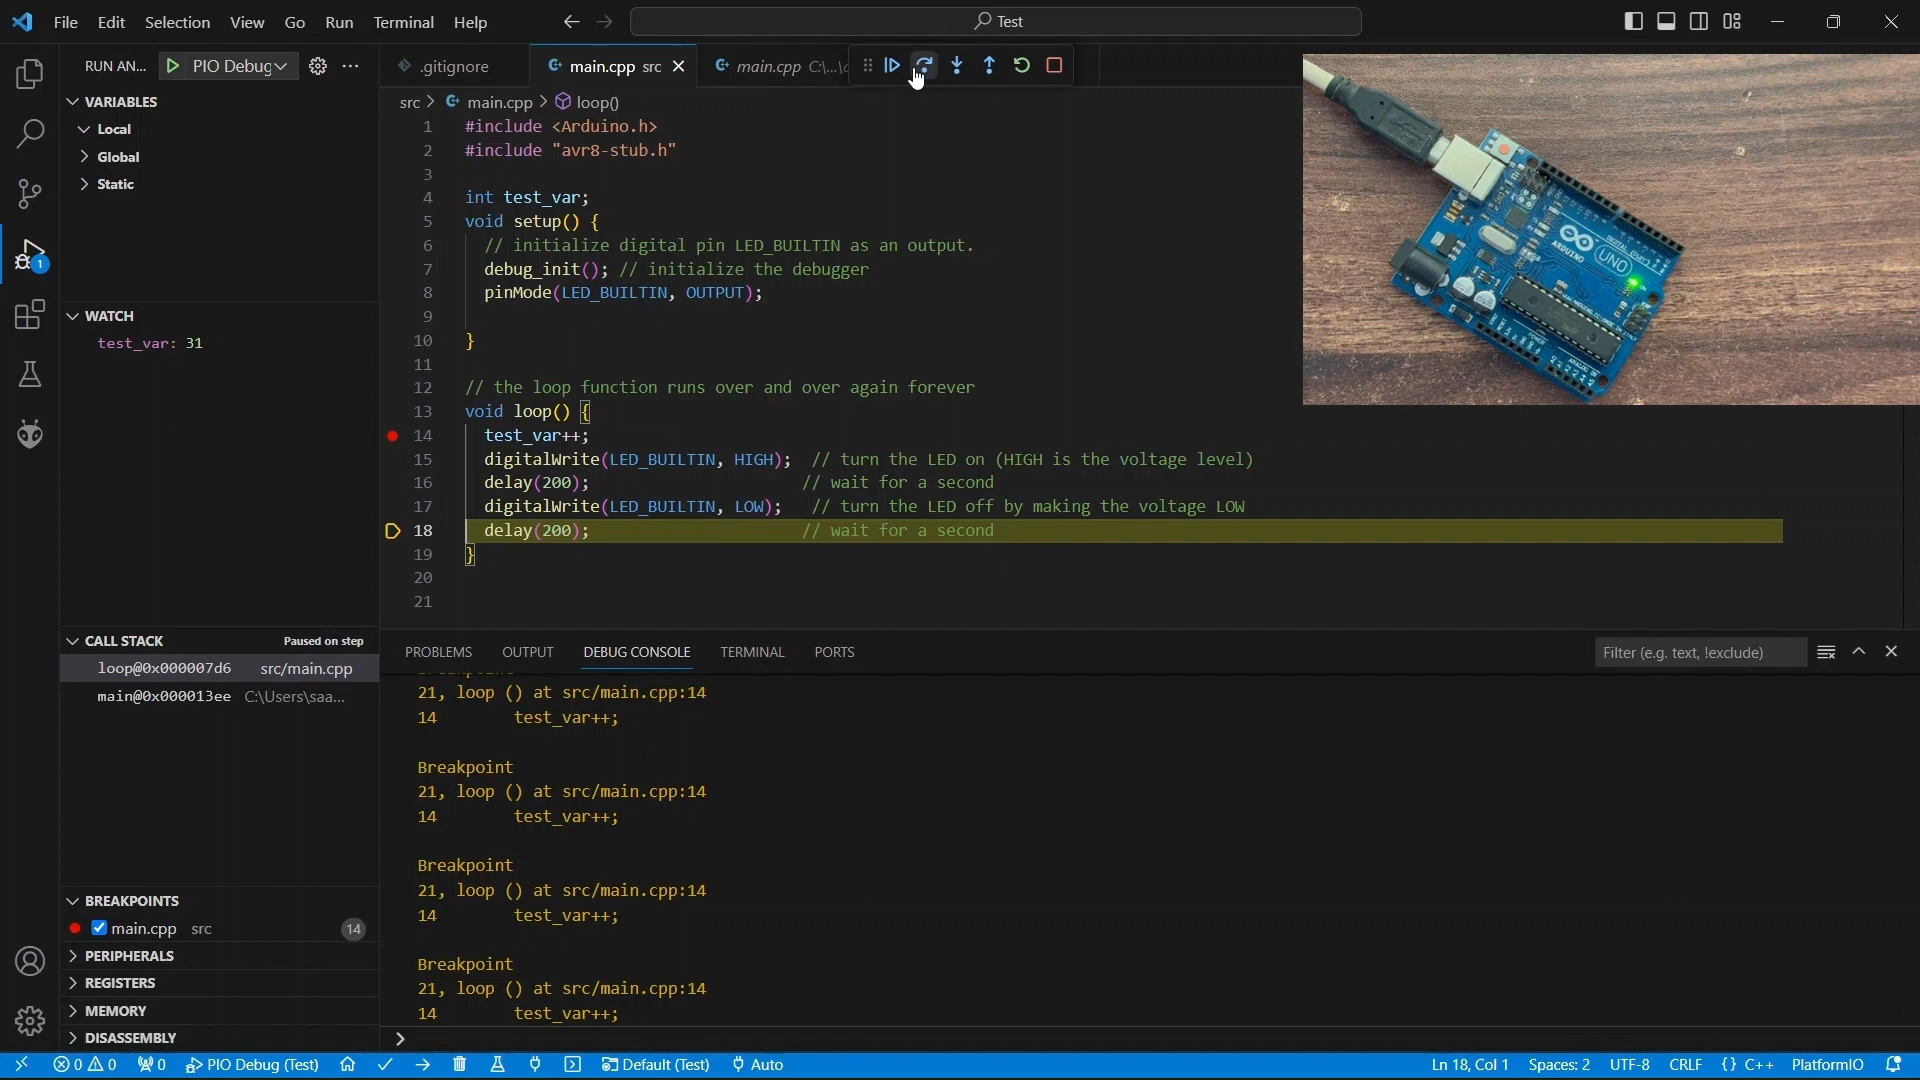 File Edit Selection View Go Run Terminal Help
Test
RUN AN... PIO Debug
.gitignore
main.cpp src
main.cpp C:\...\
VARIABLES
Local
Global
Static
WATCH
test_var: 31
CALL STACK Paused on step
loop@0x000007d6 src/main.cpp
main@0x000013ee C:\Users\saa...
BREAKPOINTS
main.cpp src 14
PERIPHERALS
REGISTERS
MEMORY
DISASSEMBLY
1
src > main.cpp > loop()
1 #include <Arduino.h>
2 #include "avr8-stub.h"
3
4 int test_var;
5 void setup() {
6 // initialize digital pin LED_BUILTIN as an output.
7 debug_init(); // initialize the debugger
8 pinMode(LED_BUILTIN, OUTPUT);
9
10 }
11
12 // the loop function runs over and over again forever
13 void loop() {
14 test_var++;
15 digitalWrite(LED_BUILTIN, HIGH); // turn the LED on (HIGH is the voltage level)
16 delay(200); // wait for a second
17 digitalWrite(LED_BUILTIN, LOW); // turn the LED off by making the voltage LOW
18 delay(200); // wait for a second
19 }
20
21
ARDUINO
UNO
PROBLEMS OUTPUT DEBUG CONSOLE TERMINAL PORTS
Filter (e.g. text, !exclude)
21, loop () at src/main.cpp:14
14 test_var++;
Breakpoint
21, loop () at src/main.cpp:14
14 test_var++;
Breakpoint
21, loop () at src/main.cpp:14
14 test_var++;
Breakpoint
21, loop () at src/main.cpp:14
14 test_var++;
0 0 0 PIO Debug (Test) Default (Test) Auto
Ln 18, Col 1 Spaces: 2 UTF-8 CRLF {} C++ PlatformIO